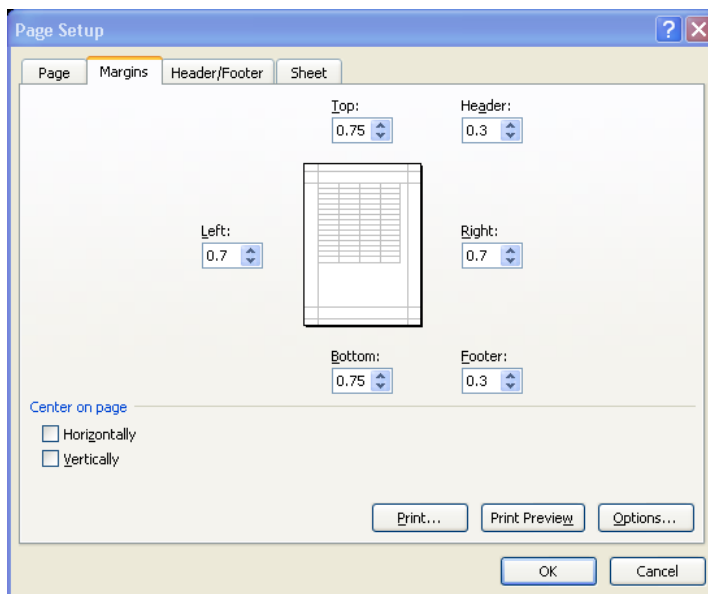 Page Setup
Page Margins Header/Footer Sheet
Top: Header:
0.75 0.3
Left: Right:
0.7 0.7
Bottom: Footer:
0.75 0.3
Center on page
Horizontally
Vertically
Print... Print Preview Options...
OK Cancel